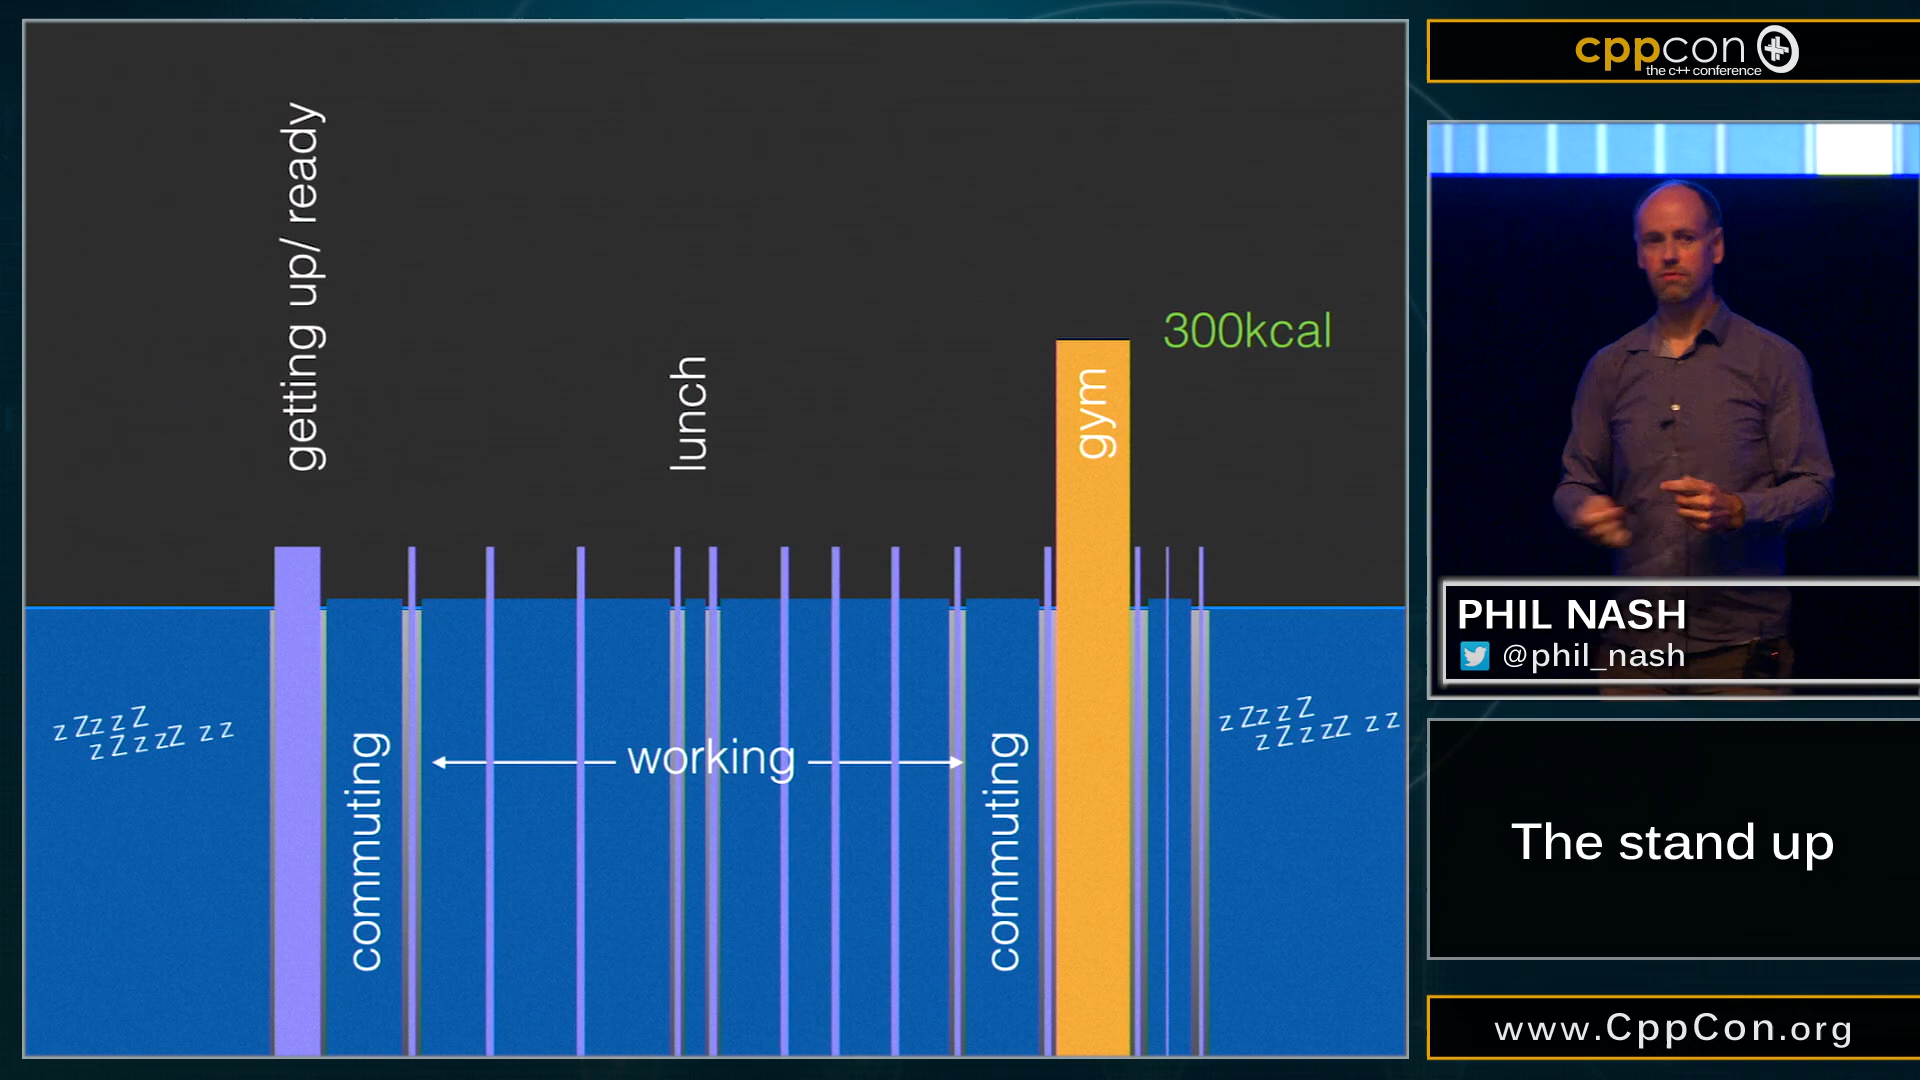 getting up/ ready
lunch
gym
300kcal
zZzzZ
zZzzZ zz
commuting
working
commuting
zZzzZ
zZzzZ zz
cppcon
the c++ conference
PHIL NASH
@phil_nash
The stand up
www.CppCon.org